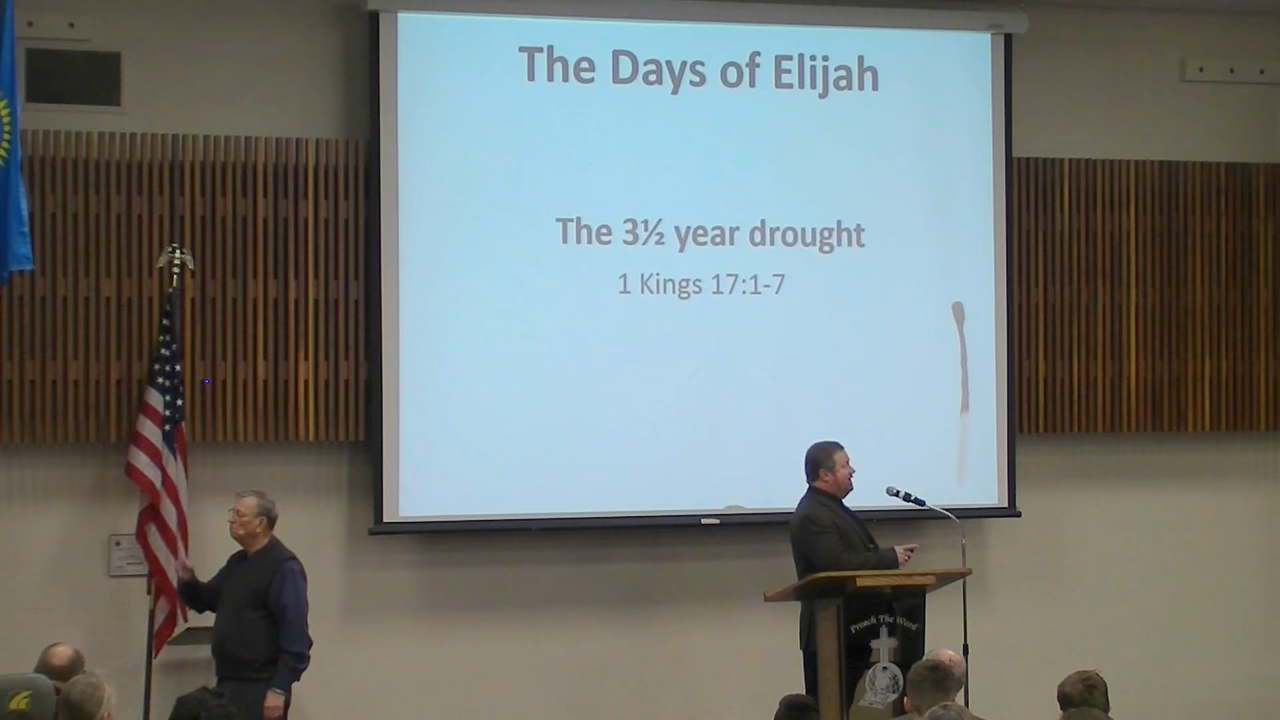 The Days of Elijah
The 3½ year drought
1 Kings 17:1-7
Preach The Word